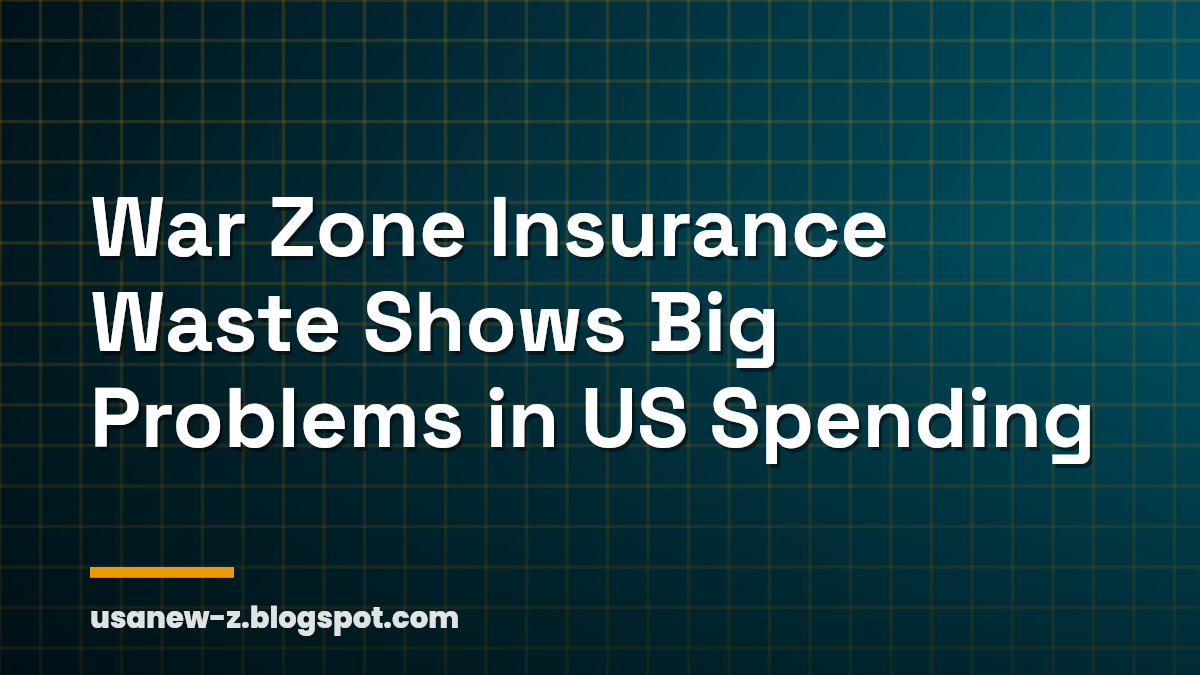 War Zone Insurance
Waste Shows Big
Problems in US Spending
usanew-z.blogspot.com